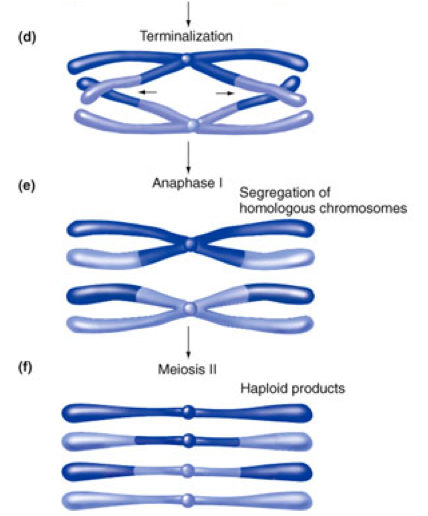 (d)
Terminalization
(e)
Anaphase I
Segregation of
homologous chromosomes
(f)
Meiosis II
Haploid products